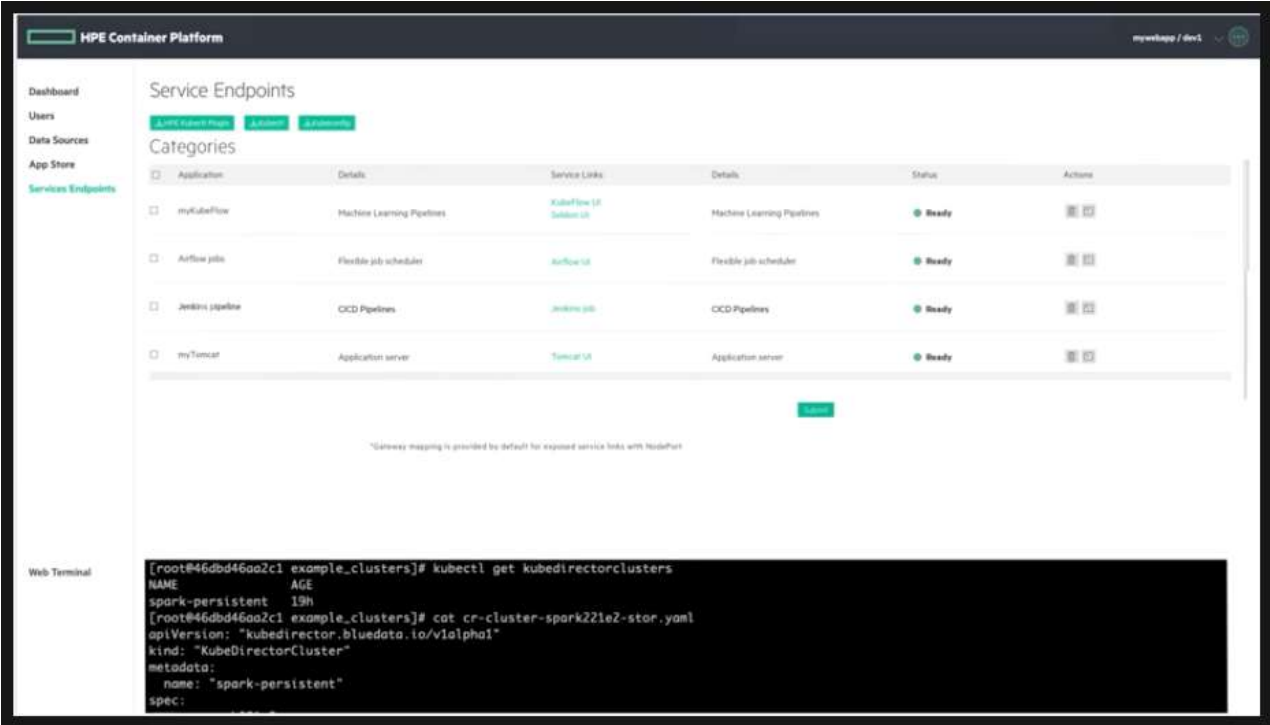 HPE Container Platform
mywebapp / dev1
Dashboard
Users
Data Sources
App Store
Services Endpoints
Web Terminal
Service Endpoints
HPE Kubectl Plugin Kubectl Kubeconfig
Categories
Application Details Service Links Details Status Actions
myKubeFlow Machine Learning Pipelines KubeFlow UI Machine Learning Pipelines Ready
Seldon UI
Airflow jobs Flexible job scheduler Airflow UI Flexible job scheduler Ready
Jenkins pipeline CICD Pipelines Jenkins job CICD Pipelines Ready
myTomcat Application server Tomcat UI Application server Ready
Submit
*Gateway mapping is provided by default for exposed service links with NodePort
[root@46dbd46aa2c1 example_clusters]# kubectl get kubedirectorclusters
NAME AGE
spark-persistent 19h
[root@46dbd46aa2c1 example_clusters]# cat cr-cluster-spark221e2-stor.yaml
apiVersion: "kubedirector.bluedata.io/v1alpha1"
kind: "KubeDirectorCluster"
metadata:
name: "spark-persistent"
spec: